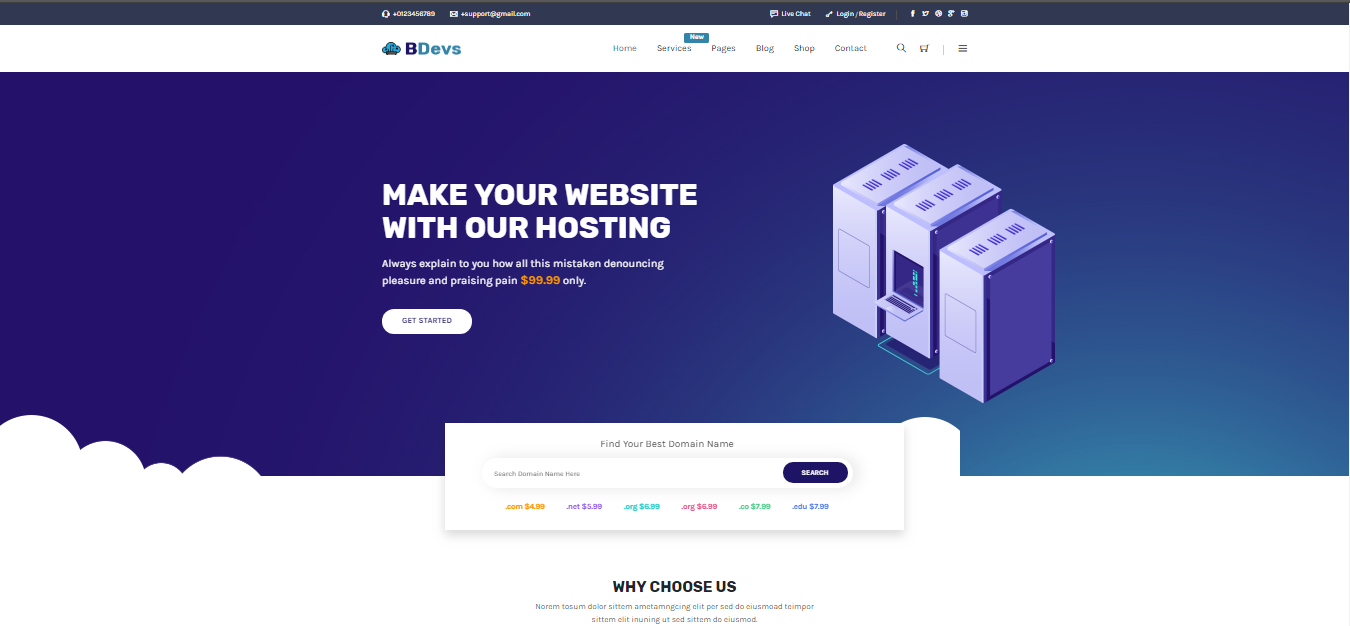 +0123456789 +support@gmail.com Live Chat Login / Register
BDevs Home Services New Pages Blog Shop Contact
MAKE YOUR WEBSITE
WITH OUR HOSTING
Always explain to you how all this mistaken denouncing
pleasure and praising pain $99.99 only.
GET STARTED
Find Your Best Domain Name
Search Domain Name Here SEARCH
.com $4.99 .net $5.99 .org $6.99 .org $6.99 .co $7.99 .edu $7.99
WHY CHOOSE US
Norem tosum dolor sittem ametamngcing elit per sed do eiusmoad teimpor
sittem elit inuning ut sed sittem do eiusmod.